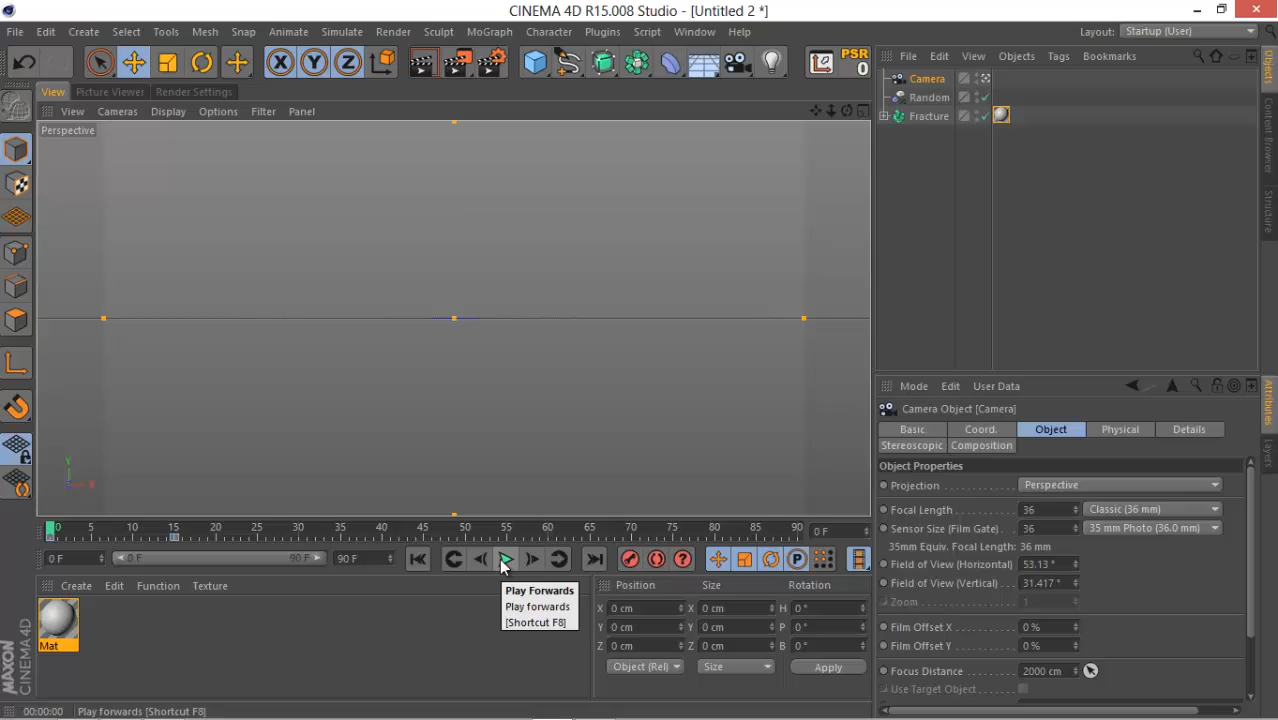 CINEMA 4D R15.008 Studio - [Untitled 2 *]
File Edit Create Select Tools Mesh Snap Animate Simulate Render Sculpt MoGraph Character Plugins Script Window Help
Layout: Startup (User)
X Y Z
PSR
0
File Edit View Objects Tags Bookmarks
View Picture Viewer Render Settings
View Cameras Display Options Filter Panel
Perspective
Camera
Random
Fracture
Objects
Content Browser
Structure
Y
X
Mode Edit User Data
Camera Object [Camera]
Basic Coord. Object Physical Details
Stereoscopic Composition
Object Properties
Projection Perspective
Focal Length 36 Classic (36 mm)
Sensor Size (Film Gate) 36 35 mm Photo (36.0 mm)
35mm Equiv. Focal Length: 36 mm
Field of View (Horizontal) 53.13 °
Field of View (Vertical) 31.417 °
Zoom 1
Film Offset X 0 %
Film Offset Y 0 %
Focus Distance 2000 cm
Use Target Object
Attributes
Layers
0 5 10 15 20 25 30 35 40 45 50 55 60 65 70 75 80 85 90 0 F
0 F 0 F 90 F 90 F
P
Play Forwards
Play forwards
[Shortcut F8]
Create Edit Function Texture
Mat
Position Size Rotation
X 0 cm X 0 cm H 0 °
Y 0 cm Y 0 cm P 0 °
Z 0 cm Z 0 cm B 0 °
Object (Rel) Size Apply
MAXON
CINEMA 4D
00:00:00 Play forwards [Shortcut F8]